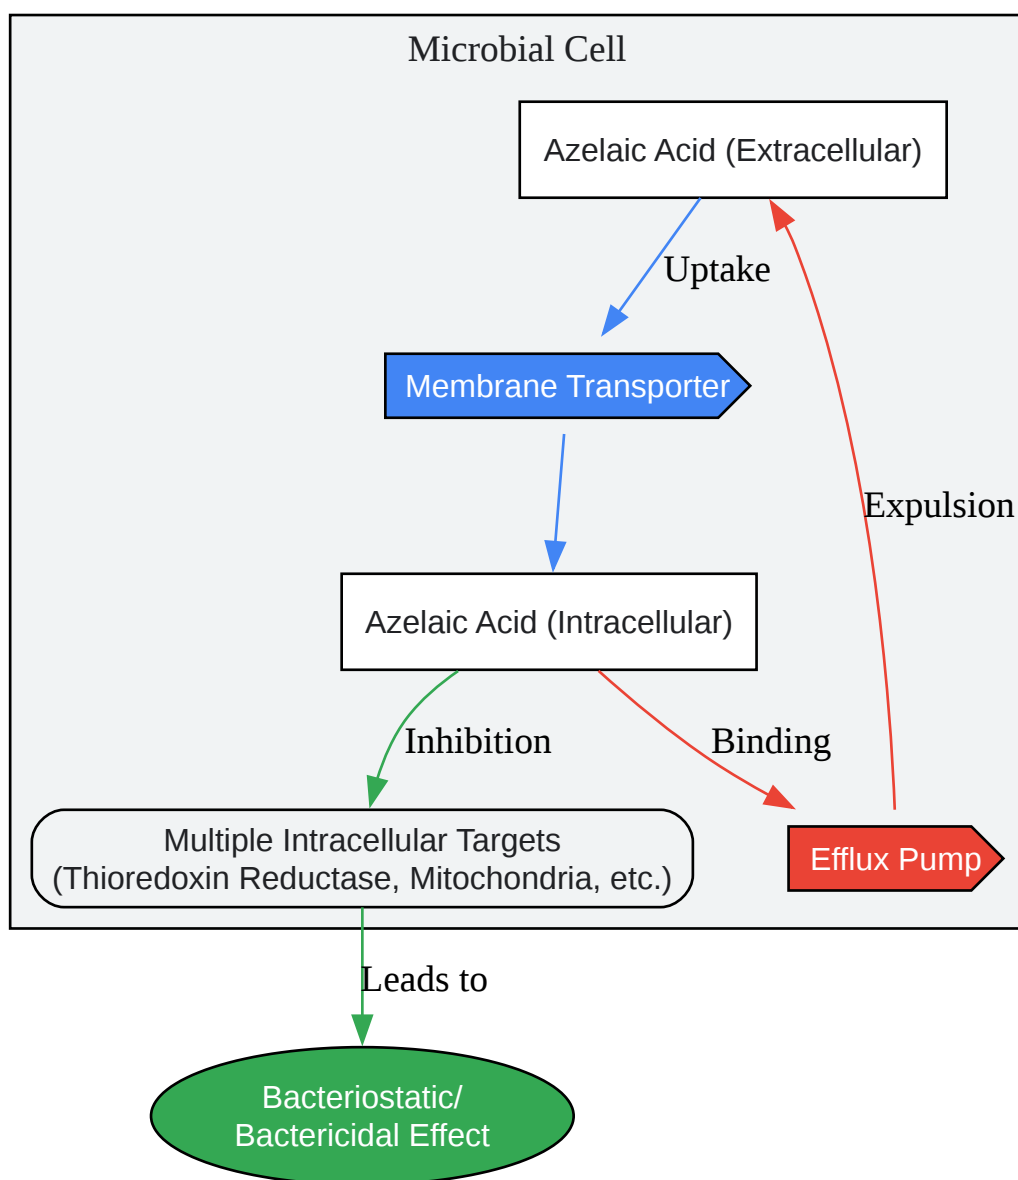 Microbial Cell
Azelaic Acid (Extracellular)
Uptake
Membrane Transporter
Expulsion
Azelaic Acid (Intracellular)
Inhibition
Binding
Multiple Intracellular Targets
(Thioredoxin Reductase, Mitochondria, etc.)
Efflux Pump
Leads to
Bacteriostatic/
Bactericidal Effect